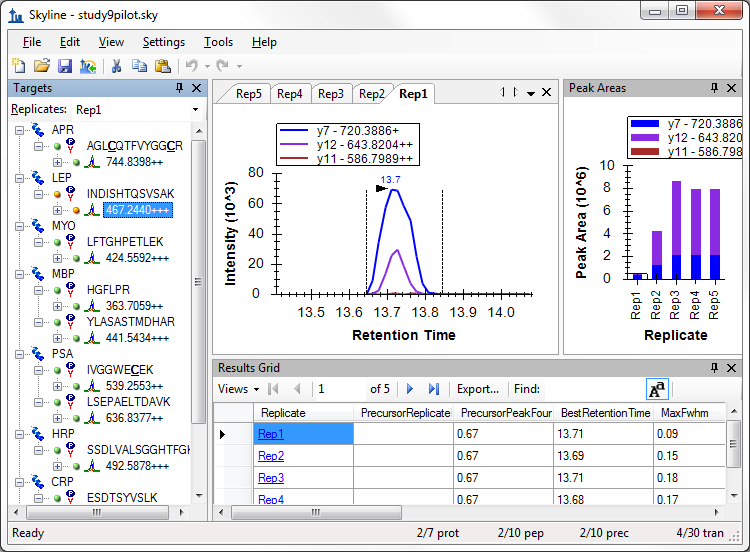 Skyline - study9pilot.sky
File Edit View Settings Tools Help
Targets
Replicates: Rep1
APR
AGLCQTFVYGGCR
744.8398++
LEP
INDISHTQSVSAK
467.2440+++
MYO
LFTGHPETLEK
424.5592+++
MBP
HGFLPR
363.7059++
YLASASTMDHAR
441.5434+++
PSA
IVGGWECEK
539.2553++
LSEPAELTDAVK
636.8377++
HRP
SSDLVALSGGHTFGK
492.5878+++
CRP
ESDTSYVSLK
Rep5 Rep4 Rep3 Rep2 Rep1
y7 - 720.3886+
y12 - 643.8204++
y11 - 586.7989++
13.7
Intensity (10^3)
80
60
40
20
0
13.5 13.6 13.7 13.8 13.9 14.0
Retention Time
Peak Areas
y7 - 720.3886
y12 - 643.820
y11 - 586.798
Peak Area (10^6)
10
8
6
4
2
0
Rep1 Rep2 Rep3 Rep4 Rep5
Replicate
Results Grid
Views 1 of 5 Export... Find: Aa
Replicate PrecursorReplicate PrecursorPeakFour BestRetentionTime MaxFwhm
Rep1 0.67 13.71 0.09
Rep2 0.67 13.69 0.15
Rep3 0.67 13.71 0.18
Rep4 0.67 13.68 0.17
Ready 2/7 prot 2/10 pep 2/10 prec 4/30 tran